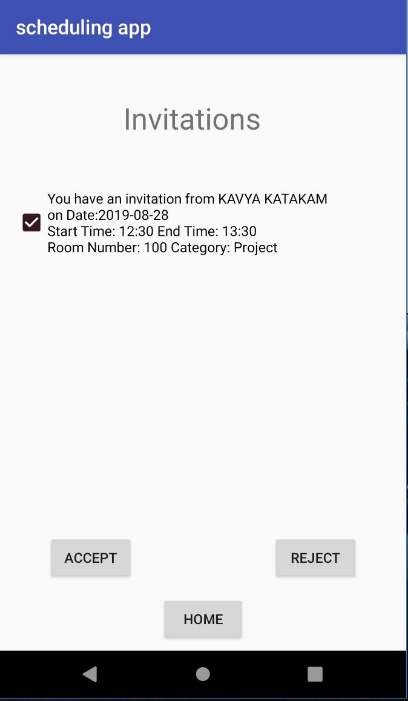 scheduling app
Invitations
You have an invitation from KAVYA KATAKAM
on Date:2019-08-28
Start Time: 12:30 End Time: 13:30
Room Number: 100 Category: Project
ACCEPT
REJECT
HOME